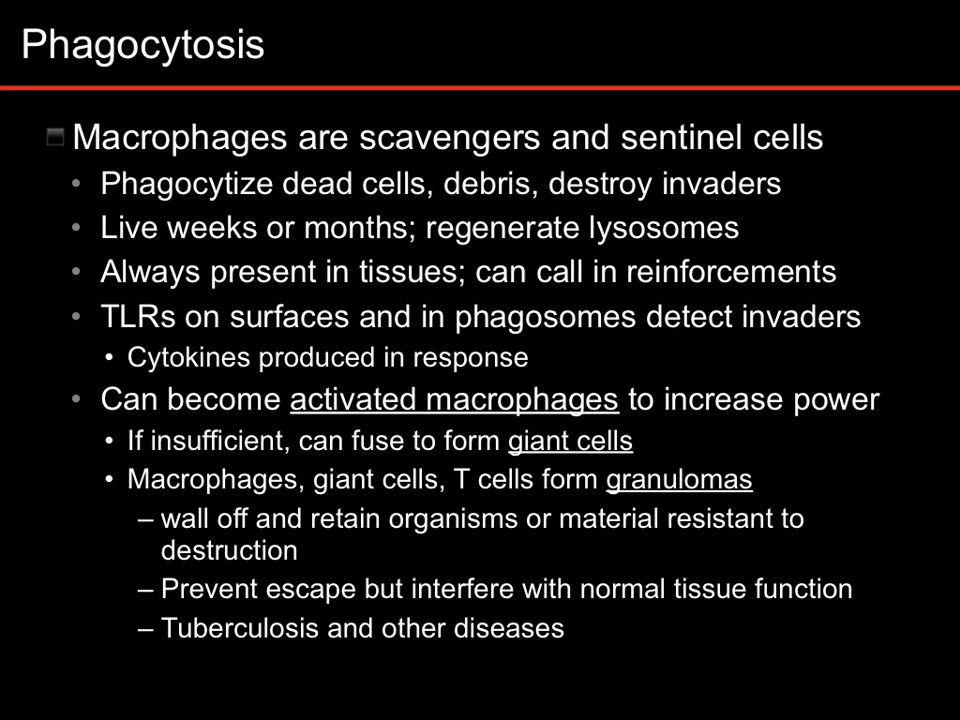 Phagocytosis
Macrophages are scavengers and sentinel cells
• Phagocytize dead cells, debris, destroy invaders
• Live weeks or months; regenerate lysosomes
• Always present in tissues; can call in reinforcements
• TLRs on surfaces and in phagosomes detect invaders
• Cytokines produced in response
• Can become activated macrophages to increase power
• If insufficient, can fuse to form giant cells
• Macrophages, giant cells, T cells form granulomas
– wall off and retain organisms or material resistant to
destruction
– Prevent escape but interfere with normal tissue function
– Tuberculosis and other diseases